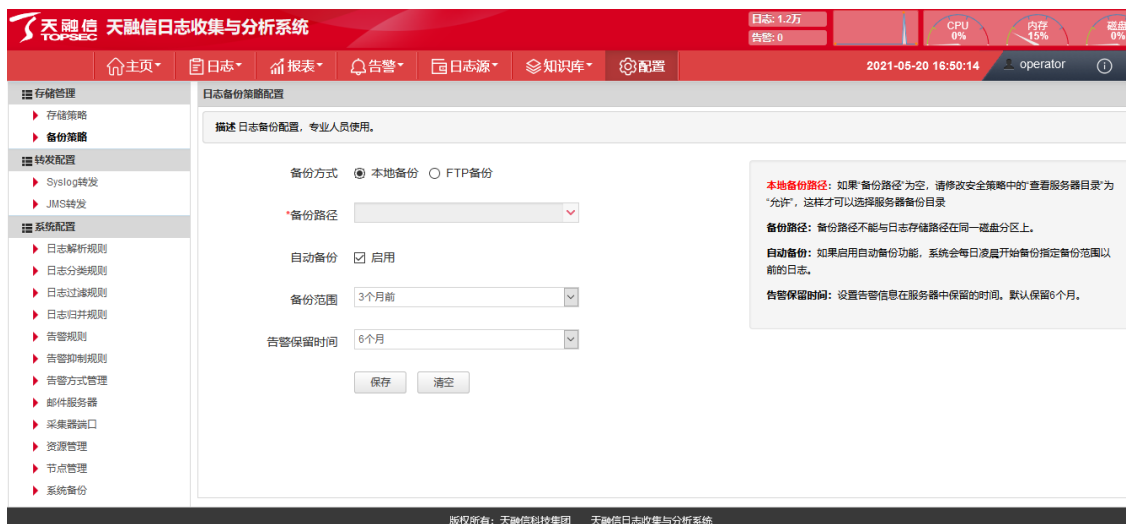 天融信 TOPSEC 天融信日志收集与分析系统
日志: 1.2万
告警: 0
CPU 0%
内存 15%
磁盘 0%
主页 日志 报表 告警 日志源 知识库 配置
2021-05-20 16:50:14 operator
存储管理
存储策略
备份策略
转发配置
Syslog转发
JMS转发
系统配置
日志解析规则
日志分类规则
日志过滤规则
日志归并规则
告警规则
告警抑制规则
告警方式管理
邮件服务器
采集器端口
资源管理
节点管理
系统备份
日志备份策略配置
描述 日志备份配置，专业人员使用。
备份方式 本地备份 FTP备份
*备份路径
自动备份 启用
备份范围 3个月前
告警保留时间 6个月
保存 清空
本地备份路径：如果“备份路径”为空，请修改安全策略中的“查看服务器目录”为
“允许”，这样才可以选择服务器备份目录
备份路径：备份路径不能与日志存储路径在同一磁盘分区上。
自动备份：如果启用自动备份功能，系统会每日凌晨开始备份指定备份范围以
前的日志。
告警保留时间：设置告警信息在服务器中保留的时间。默认保留6个月。
版权所有：天融信科技集团 天融信日志收集与分析系统